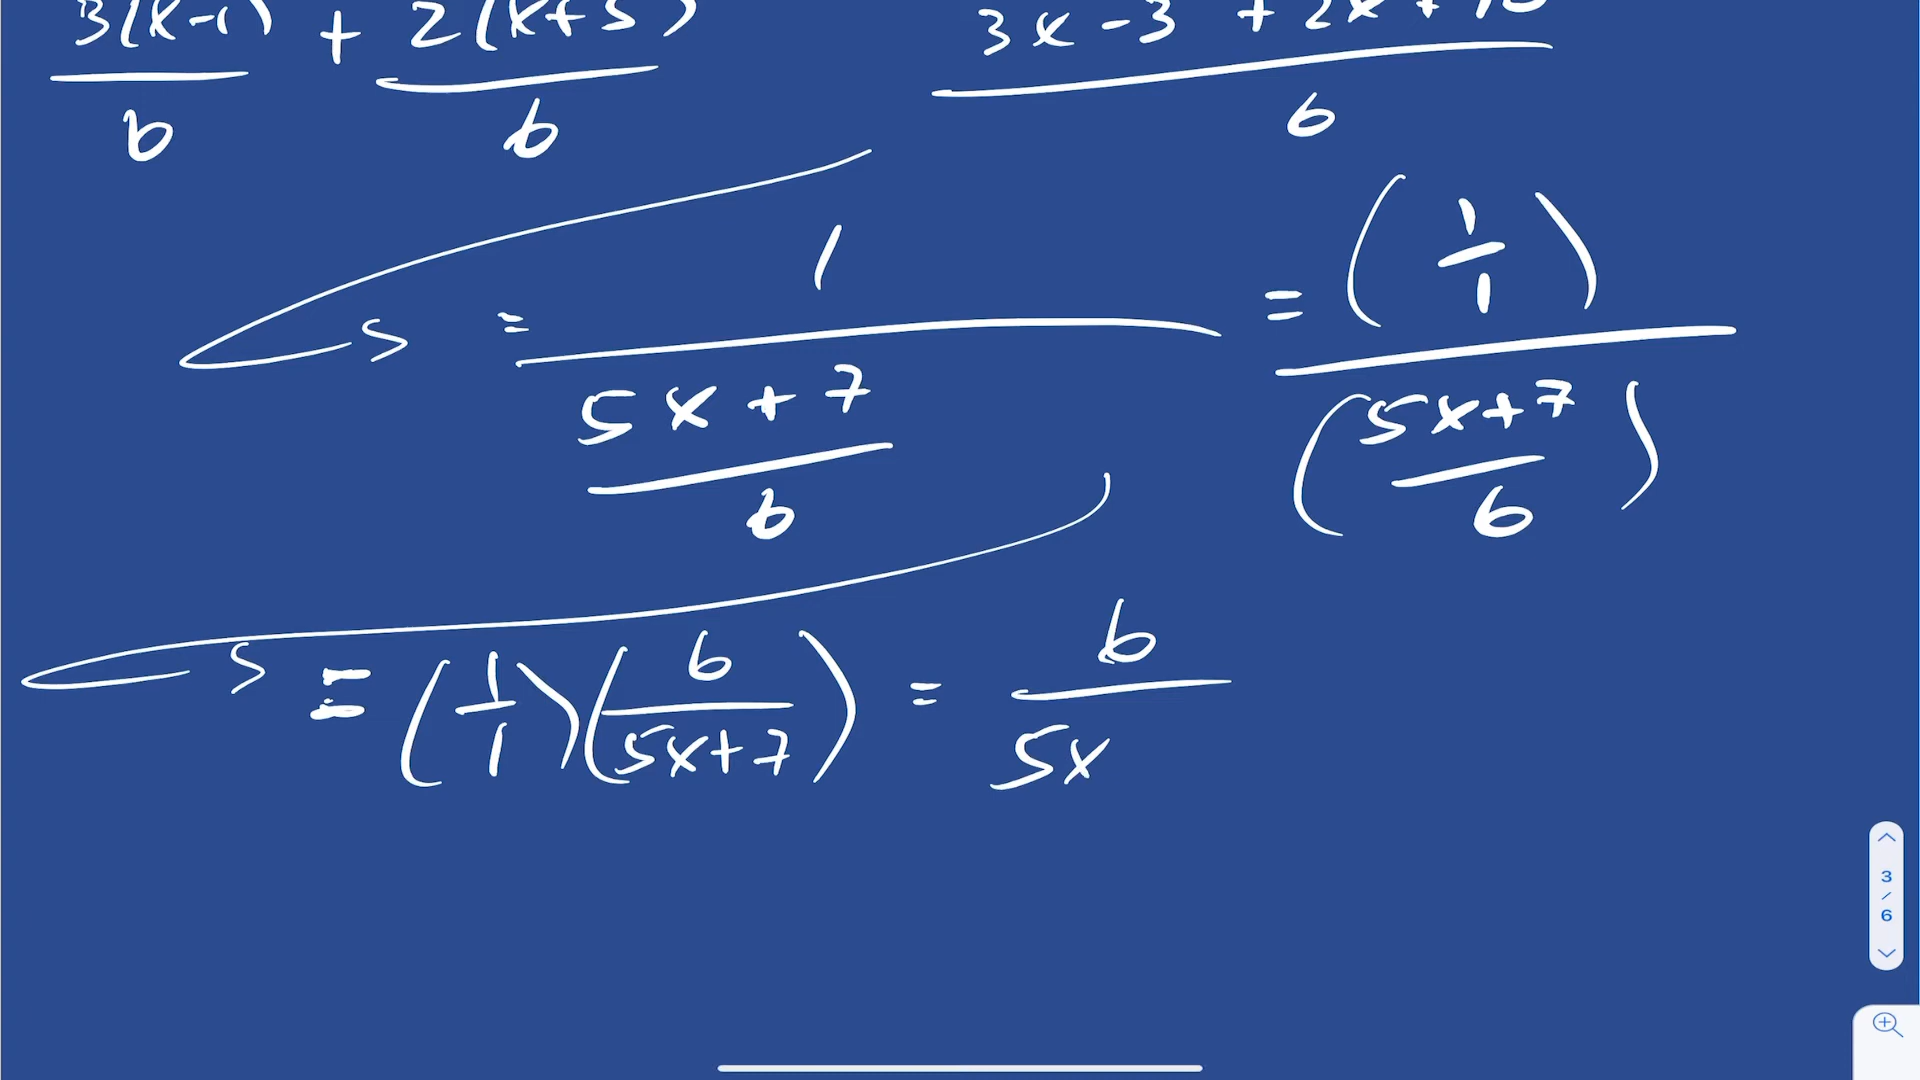 3(x-1)/6 + 2(x+5)/6    3x-3 + 2x+10/6
= 1/(5x+7/6) = (1/1)/(5x+7/6)
= (1/1)(6/5x+7) = 6/5x
3
/
6